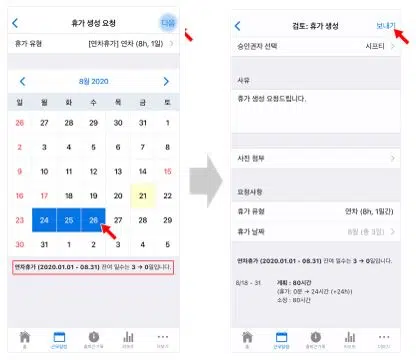 휴가 생성 요청
다음
휴가 유형
[연차휴가] 연차 (8h, 1일)
8월 2020
일 월 화 수 목 금 토
26 27 28 29 30 31 1
2 3 4 5 6 7 8
9 10 11 12 13 14 15
16 17 18 19 20 21 22
23 24 25 26 27 28 29
30 31 1 2 3 4 5
연차휴가 (2020.01.01 - 08.31) 잔여 일수는 3 → 0일입니다.
홈 근무일정 출퇴근기록 리포트 더보기
검토: 휴가 생성
보내기
승인권자 선택
시프티
사유
휴가 생성 요청드립니다.
사진 첨부
요청사항
휴가 유형
연차 (8h, 1일간)
휴가 날짜
8월 (총 3일)
연차휴가 (2020.01.01 - 08.31) 잔여 일수는 3 → 0일입니다.
8/18 - 31
계획 : 80시간
(휴가: 0분 → 24시간 (+24h)
소정 : 80시간
홈 근무일정 출퇴근기록 리포트 더보기